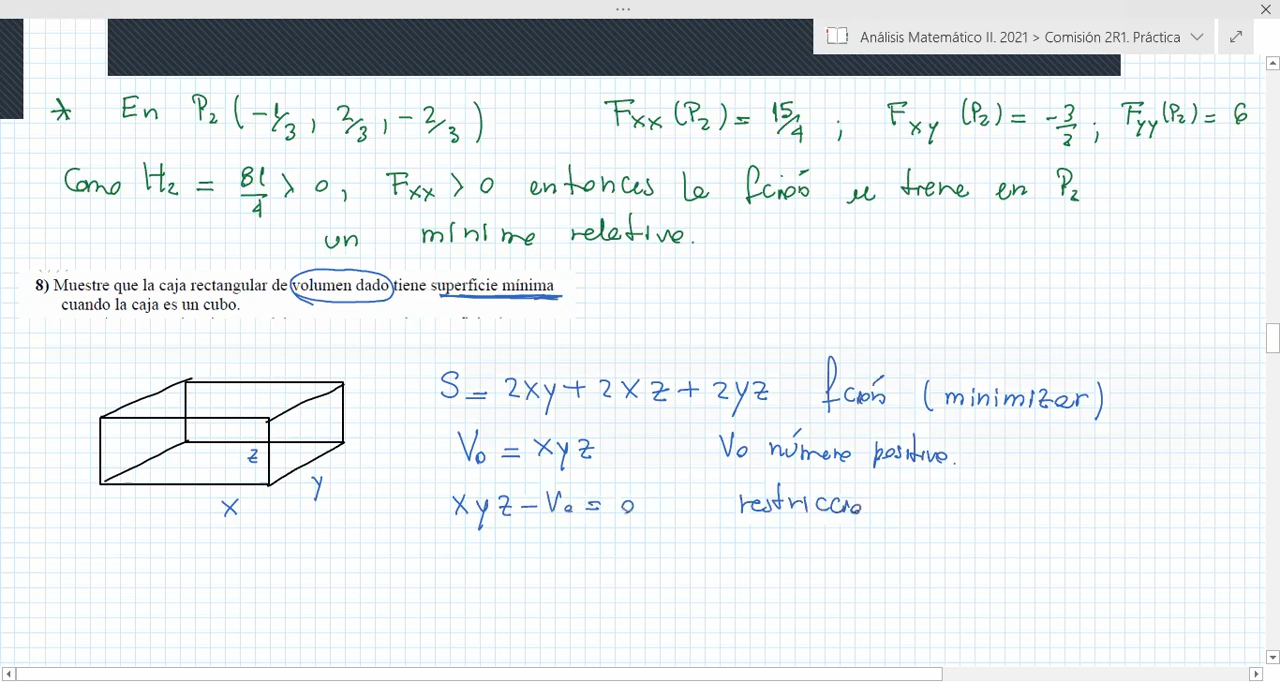 Análisis Matemático II. 2021 > Comisión 2R1. Práctica
* En P₂ (-1/3, 2/3, -2/3) Fxx (P₂) = 15/4 ; Fxy (P₂) = -3/2 ; Fyy (P₂) = 6
Como H₂ = 81/4 > 0, Fxx > 0 entonces la fción u tiene en P₂
un mínimo relativo.
8) Muestre que la caja rectangular de volumen dado tiene superficie mínima
cuando la caja es un cubo.
S = 2xy + 2xz + 2yz fción (minimizar)
V₀ = xyz V₀ número positivo.
xyz - V₀ = 0 restriccio
z
y
x